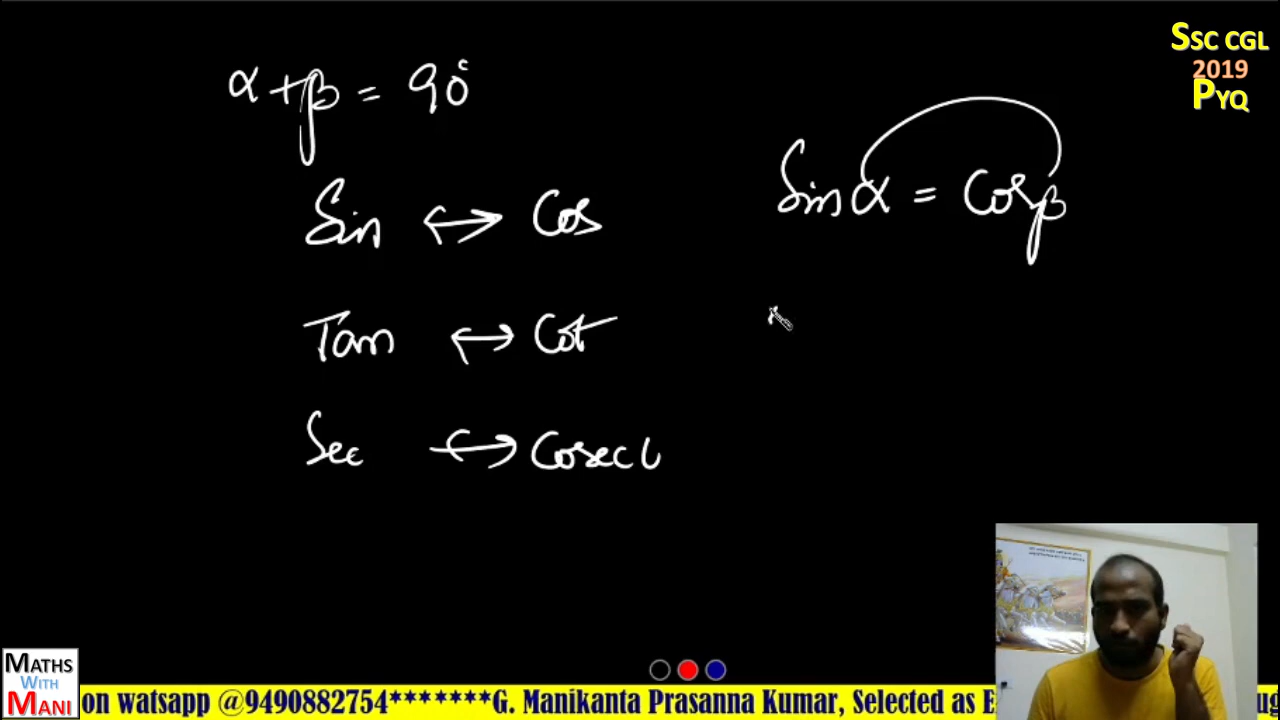 α + β = 90°
Sin ↔ Cos
Tan ↔ Cot
Sec ↔ Cosec
Sin α = Cos β
SSC CGL
2019
PYQ
MATHS
WITH
MANI
on watsapp @9490882754*******G. Manikanta Prasanna Kumar, Selected as E